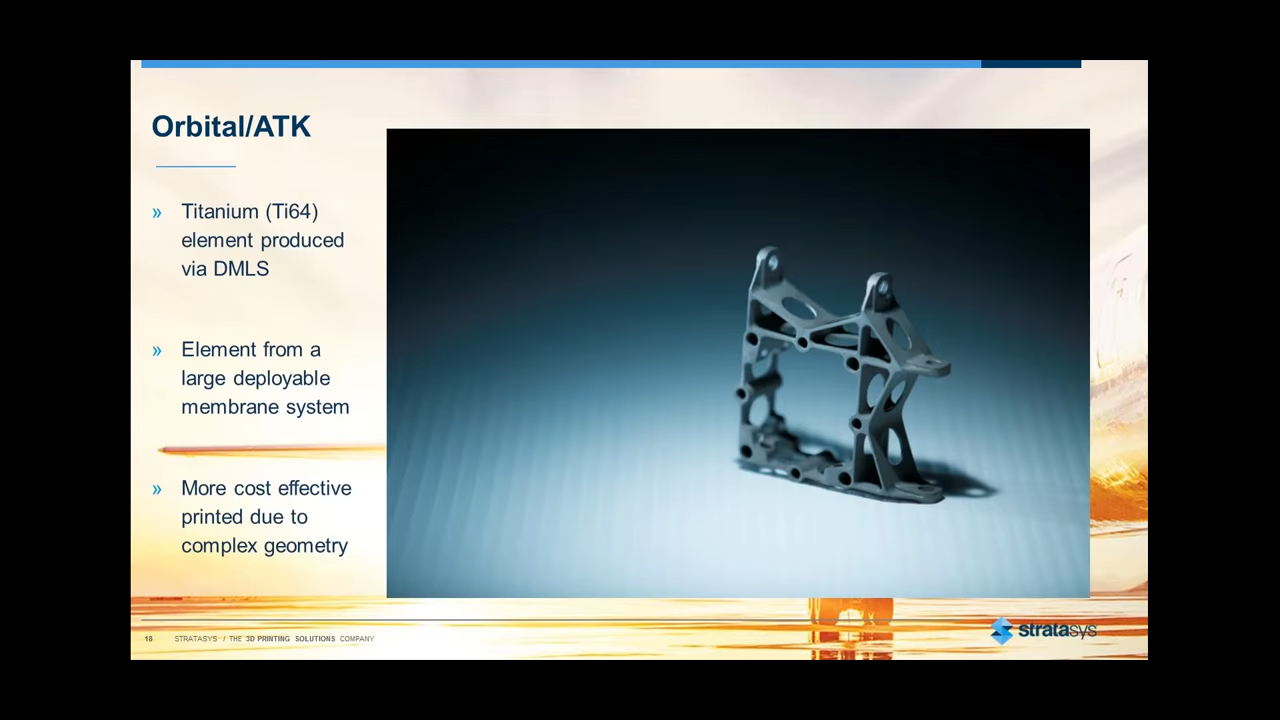 Orbital/ATK
» Titanium (Ti64)
element produced
via DMLS
» Element from a
large deployable
membrane system
» More cost effective
printed due to
complex geometry
18 STRATASYS / THE 3D PRINTING SOLUTIONS COMPANY
stratasys